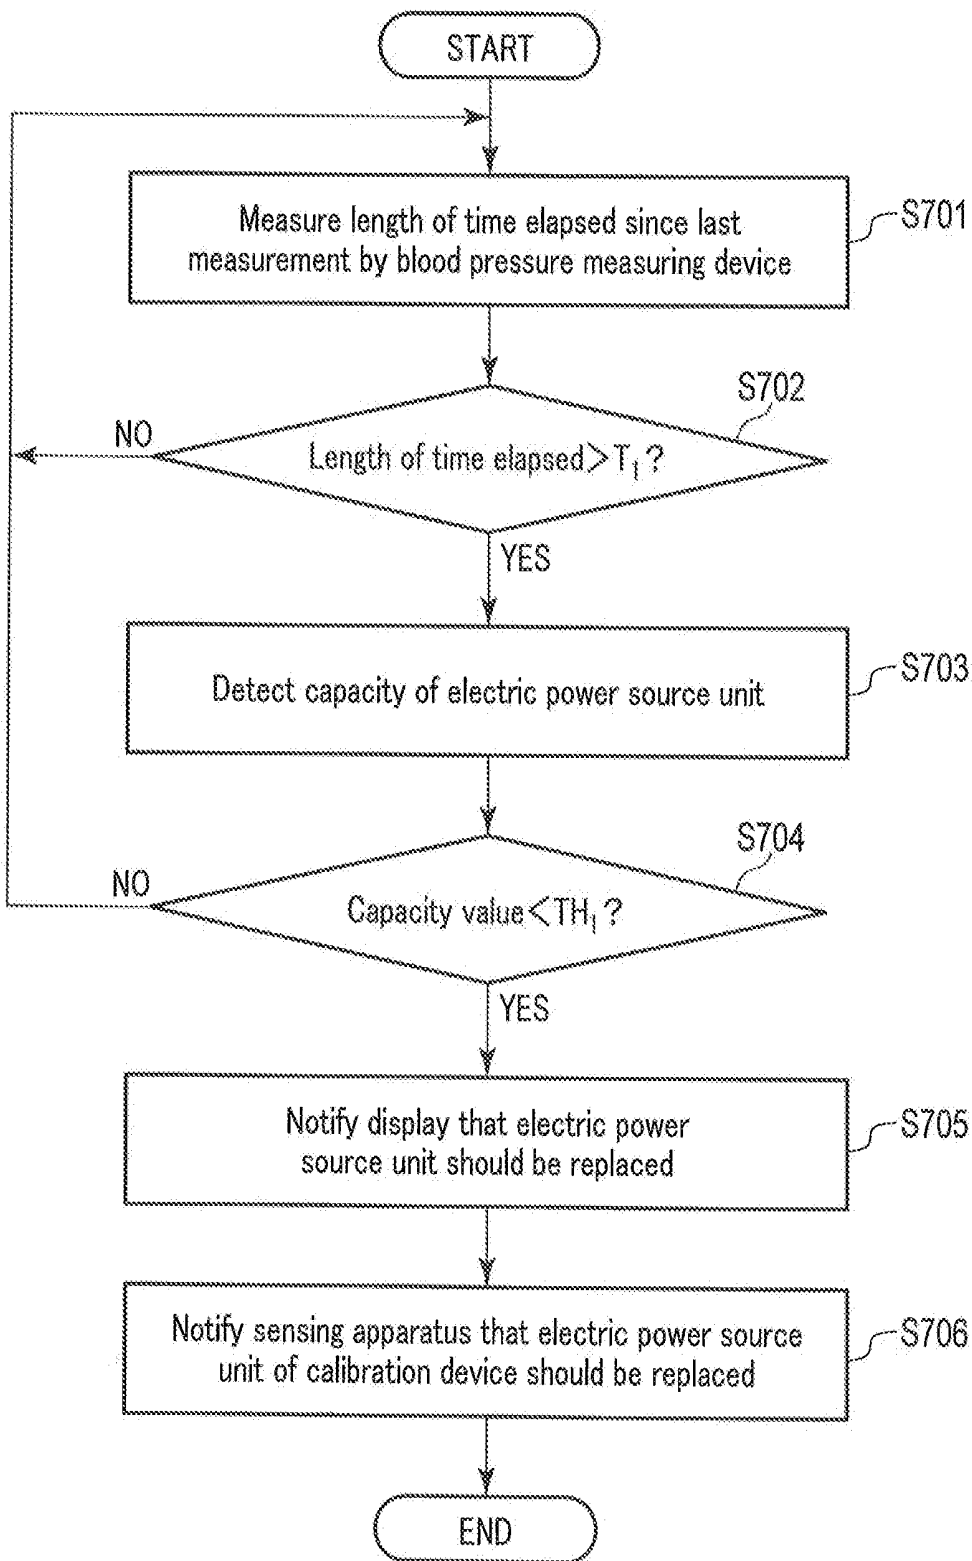 START
Measure length of time elapsed since last
measurement by blood pressure measuring device
S701
S702
NO
Length of time elapsed>T₁?
YES
Detect capacity of electric power source unit
S703
S704
NO
Capacity value<TH₁?
YES
Notify display that electric power
source unit should be replaced
S705
Notify sensing apparatus that electric power source
unit of calibration device should be replaced
S706
END